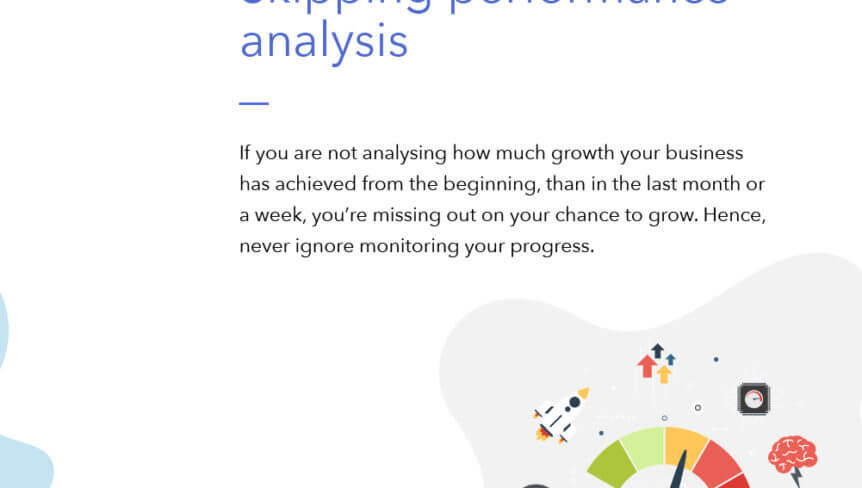 Skipping performance
analysis
If you are not analysing how much growth your business
has achieved from the beginning, than in the last month or
a week, you’re missing out on your chance to grow. Hence,
never ignore monitoring your progress.